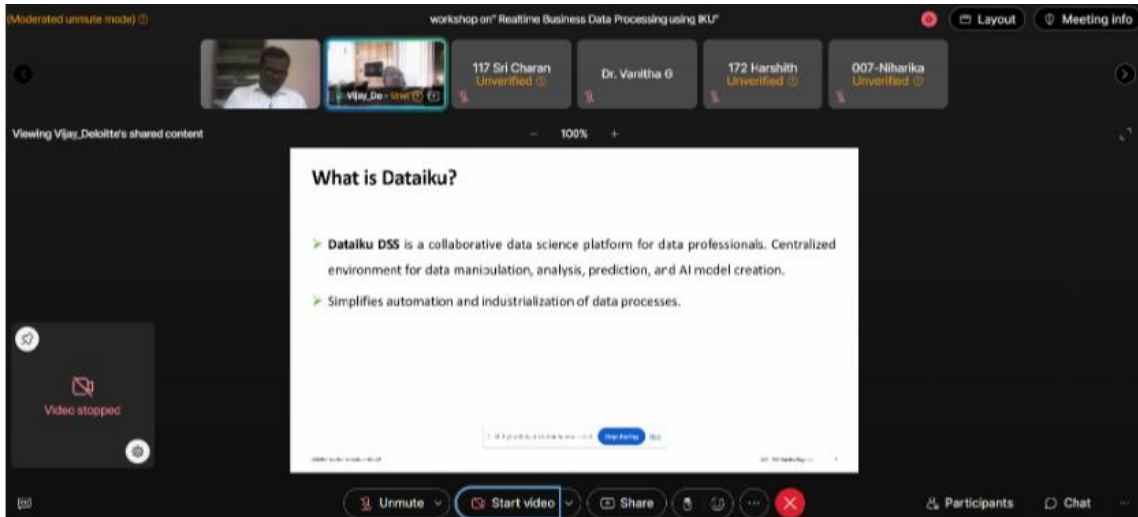 (Moderated unmute mode)
workshop on" Realtime Business Data Processing using IKU"
Layout
Meeting info
Vijay_De - Unve
117 Sri Charan
Unverified
Dr. Vanitha G
172 Harshith
Unverified
007-Niharika
Unverified
Viewing Vijay_Deloitte's shared content
100%
What is Dataiku?
Dataiku DSS is a collaborative data science platform for data professionals. Centralized
environment for data manipulation, analysis, prediction, and AI model creation.
Simplifies automation and industrialization of data processes.
Video stopped
Stop sharing
Hide
Unmute
Start video
Share
Participants
Chat